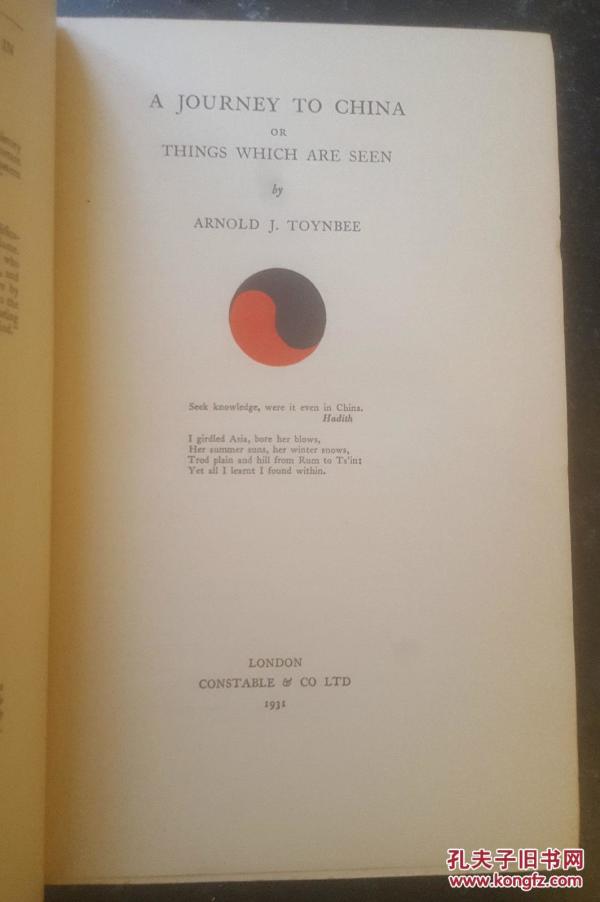 IN
A JOURNEY TO CHINA
OR
THINGS WHICH ARE SEEN
by
ARNOLD J. TOYNBEE
Seek knowledge, were it even in China.
Hadith
I girdled Asia, bore her blows,
Her summer suns, her winter snows,
Trod plain and hill from Rum to Ts'in:
Yet all I learnt I found within.
LONDON
CONSTABLE & CO LTD
1931
孔夫子旧书网
www.kongfz.com